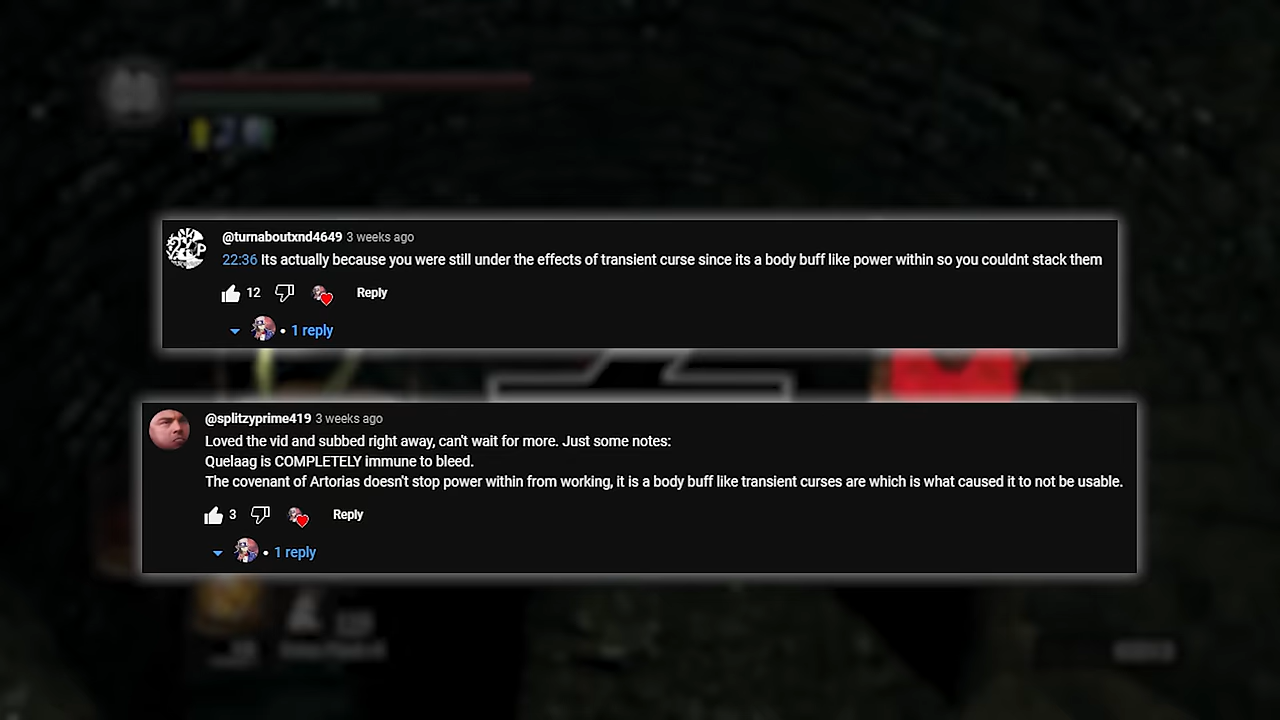 @turnaboutxnd4649 3 weeks ago
22:36 Its actually because you were still under the effects of transient curse since its a body buff like power within so you couldnt stack them
12 Reply
• 1 reply
@splitzyprime419 3 weeks ago
Loved the vid and subbed right away, can't wait for more. Just some notes:
Quelaag is COMPLETELY immune to bleed.
The covenant of Artorias doesn't stop power within from working, it is a body buff like transient curses are which is what caused it to not be usable.
3 Reply
• 1 reply